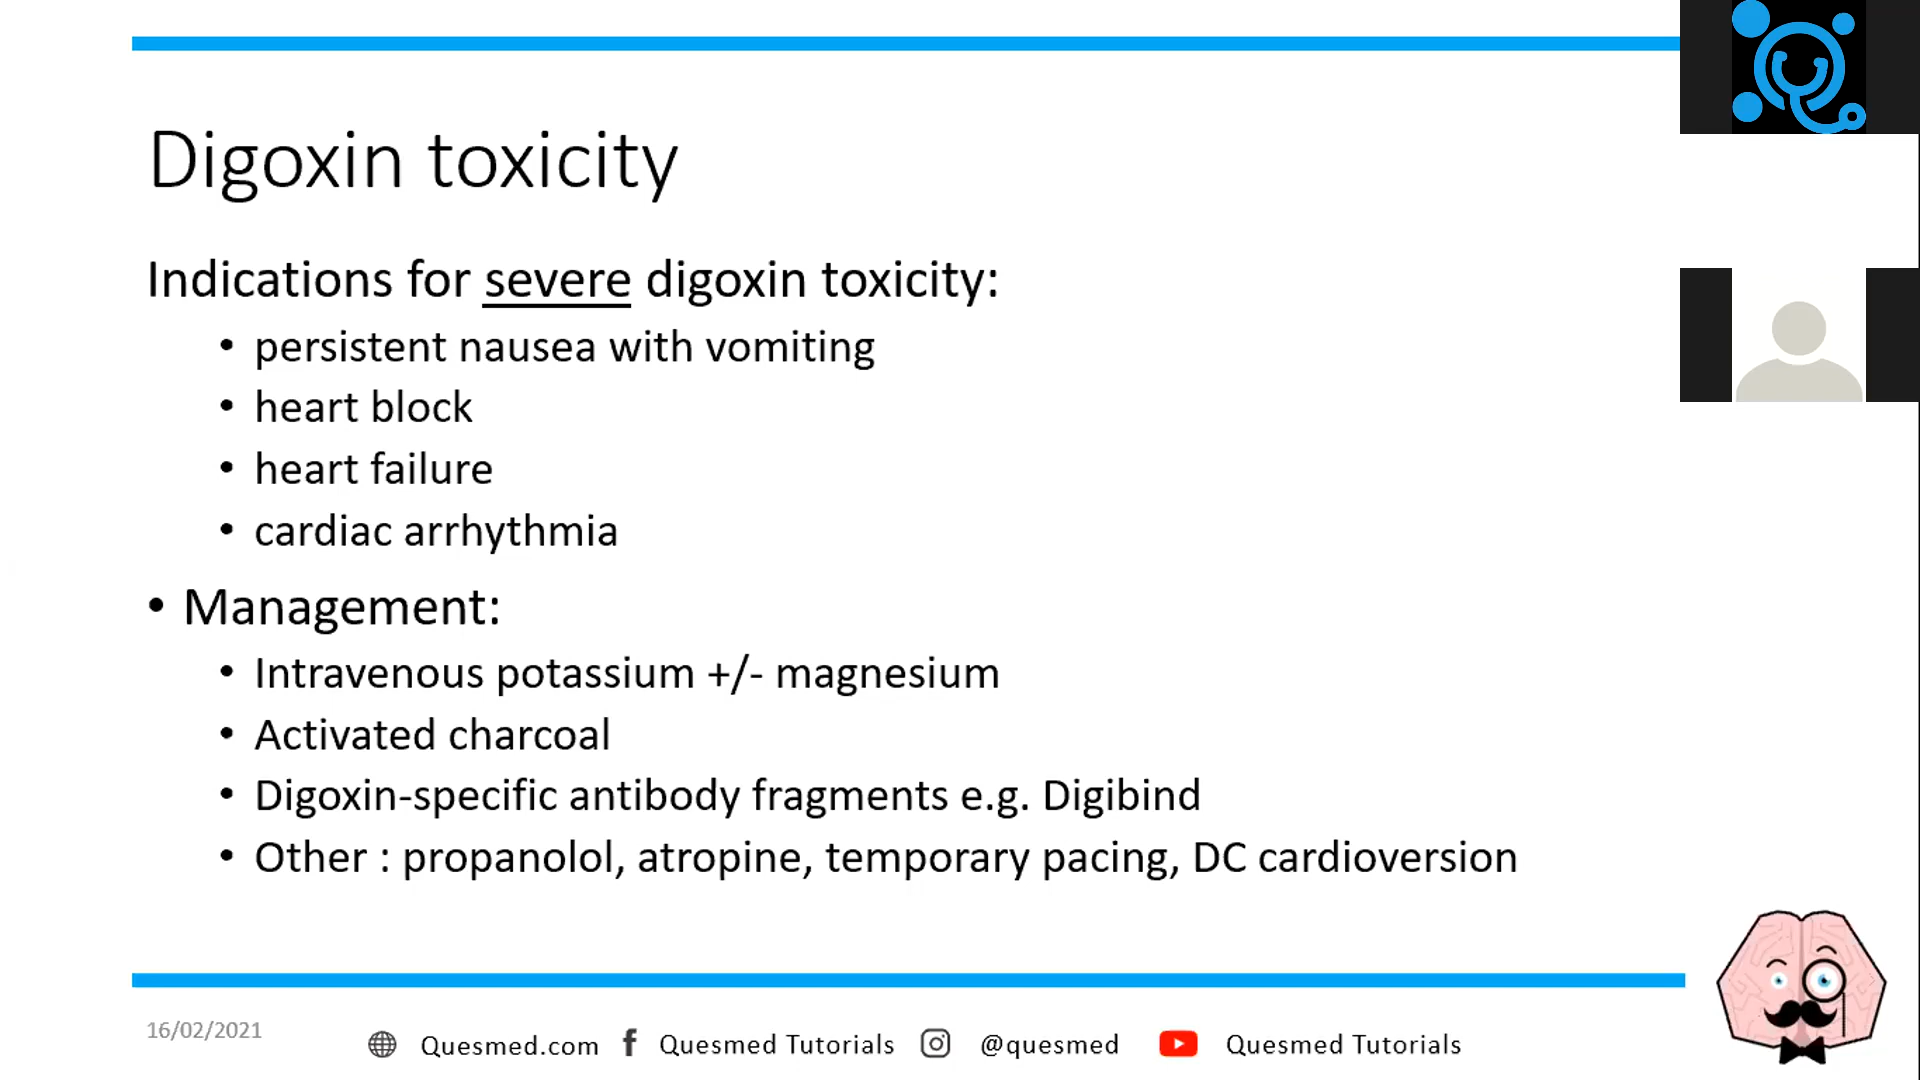 Digoxin toxicity
Indications for severe digoxin toxicity:
• persistent nausea with vomiting
• heart block
• heart failure
• cardiac arrhythmia
• Management:
• Intravenous potassium +/- magnesium
• Activated charcoal
• Digoxin-specific antibody fragments e.g. Digibind
• Other : propanolol, atropine, temporary pacing, DC cardioversion
16/02/2021
Quesmed.com Quesmed Tutorials @quesmed Quesmed Tutorials